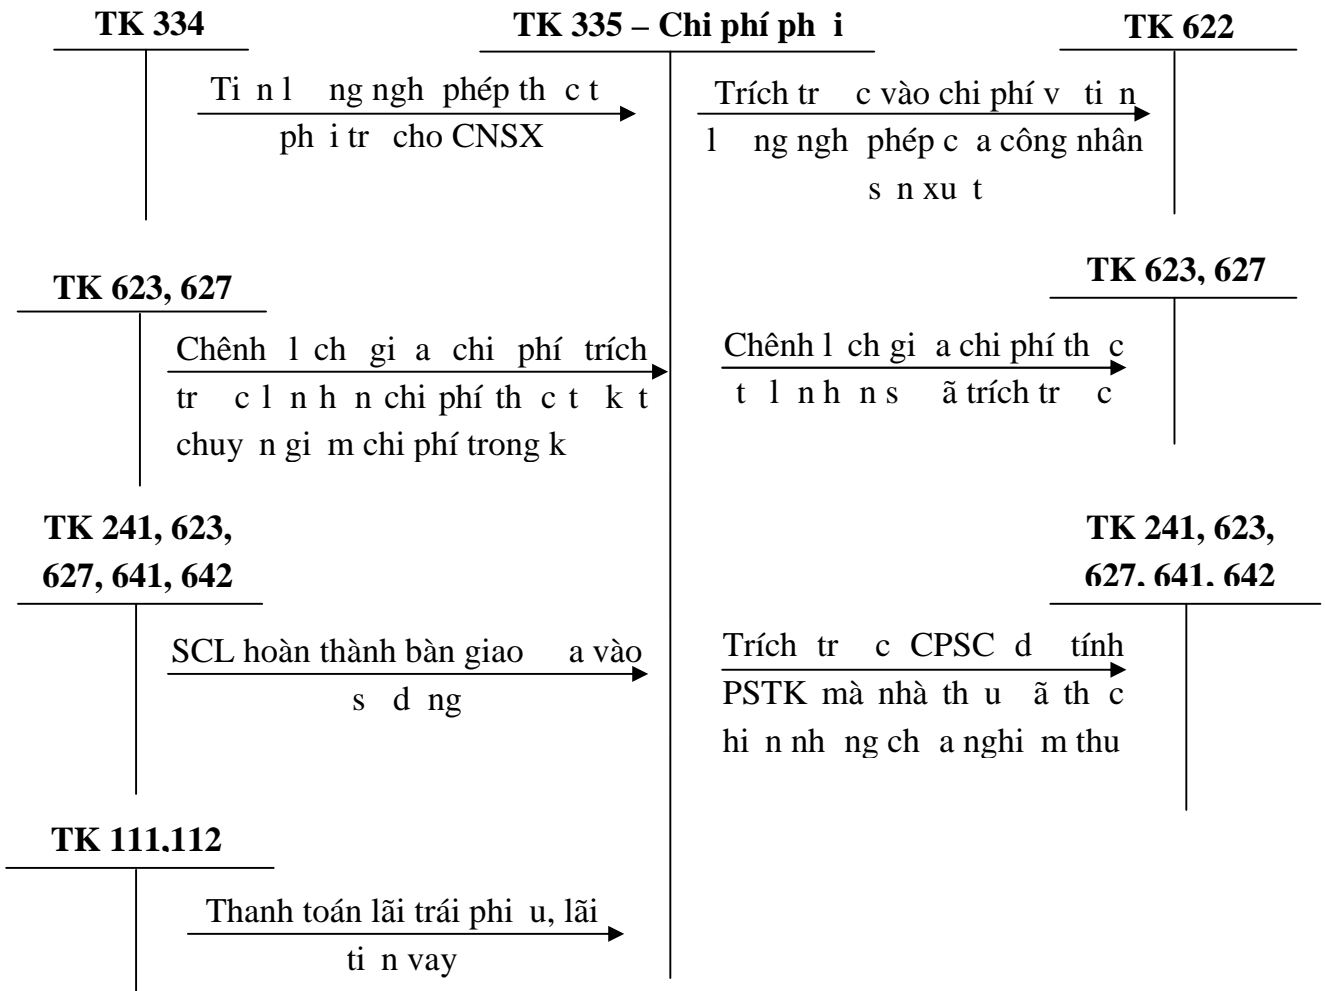 TK 334
TK 335 – Chi phí ph i
TK 622
Ti n l ng ngh phép th c t
ph i tr cho CNSX
Trích tr c vào chi phí v ti n
l ng ngh phép c a công nhân
s n xu t
TK 623, 627
TK 623, 627
Chênh l ch gi a chi phí trích
tr c l n h n chi phí th c t k t
chuy n gi m chi phí trong k
Chênh l ch gi a chi phí th c
t l n h n s ã trích tr c
TK 241, 623,
627, 641, 642
TK 241, 623,
627, 641, 642
SCL hoàn thành bàn giao a vào
s d ng
Trích tr c CPSC d tính
PSTK mà nhà th u ã th c
hi n nh ng ch a nghi m thu
TK 111,112
Thanh toán lãi trái phi u, lãi
ti n vay